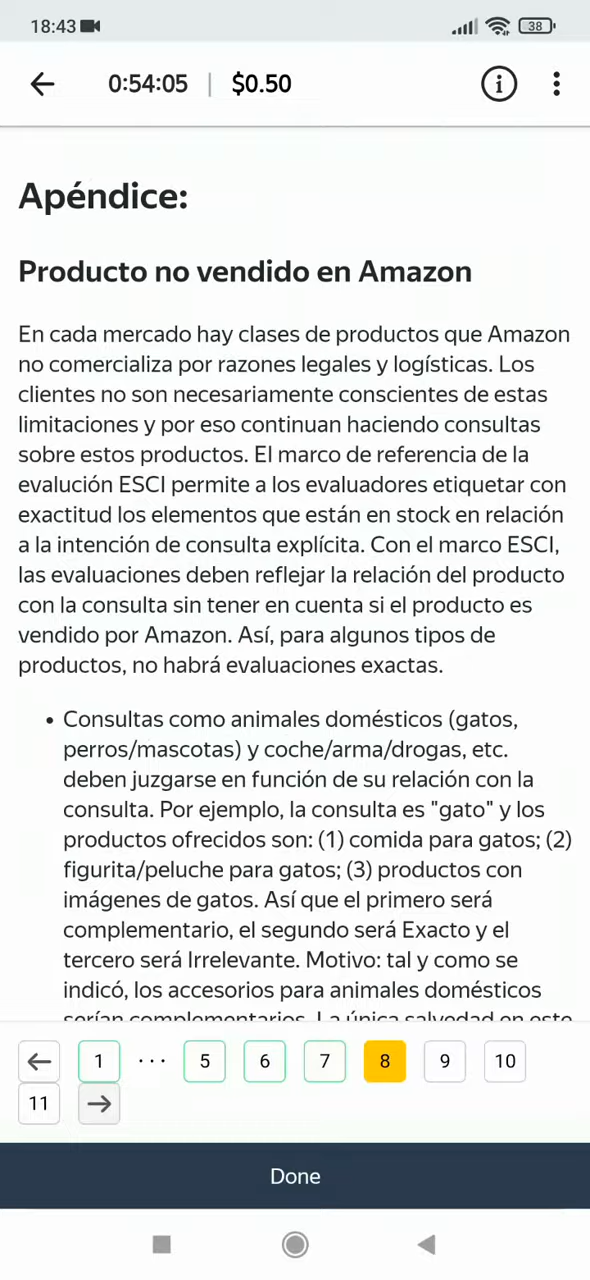 18:43
38
0:54:05 | $0.50
Apéndice:
Producto no vendido en Amazon
En cada mercado hay clases de productos que Amazon
no comercializa por razones legales y logísticas. Los
clientes no son necesariamente conscientes de estas
limitaciones y por eso continuan haciendo consultas
sobre estos productos. El marco de referencia de la
evalución ESCI permite a los evaluadores etiquetar con
exactitud los elementos que están en stock en relación
a la intención de consulta explícita. Con el marco ESCI,
las evaluaciones deben reflejar la relación del producto
con la consulta sin tener en cuenta si el producto es
vendido por Amazon. Así, para algunos tipos de
productos, no habrá evaluaciones exactas.
• Consultas como animales domésticos (gatos,
perros/mascotas) y coche/arma/drogas, etc.
deben juzgarse en función de su relación con la
consulta. Por ejemplo, la consulta es "gato" y los
productos ofrecidos son: (1) comida para gatos; (2)
figurita/peluche para gatos; (3) productos con
imágenes de gatos. Así que el primero será
complementario, el segundo será Exacto y el
tercero será Irrelevante. Motivo: tal y como se
indicó, los accesorios para animales domésticos
serían complementarios. La única salvedad en este
1 ... 5 6 7 8 9 10
11
Done